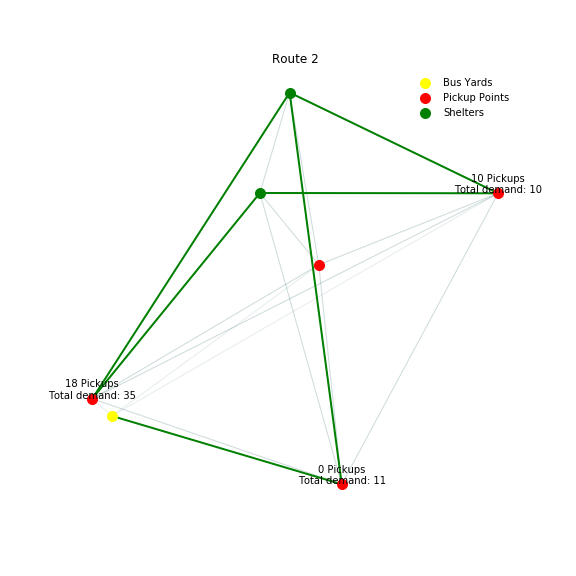 Route 2
Bus Yards
Pickup Points
Shelters
10 Pickups
Total demand: 10
18 Pickups
Total demand: 35
0 Pickups
Total demand: 11